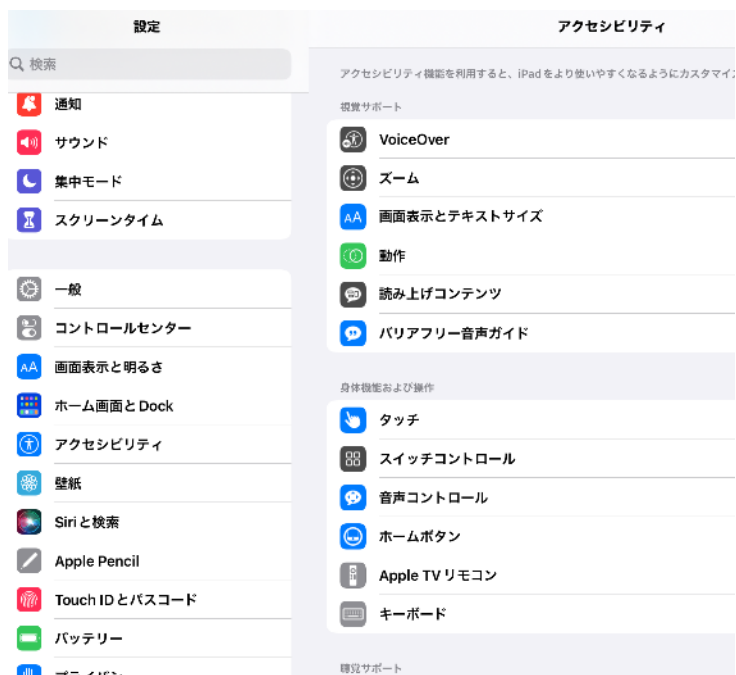 設定
検索
通知
サウンド
集中モード
スクリーンタイム
一般
コントロールセンター
画面表示と明るさ
ホーム画面とDock
アクセシビリティ
壁紙
Siriと検索
Apple Pencil
Touch IDとパスコード
バッテリー
アクセシビリティ
アクセシビリティ機能を利用すると、iPadをより使いやすくなるようにカスタマイ
視覚サポート
VoiceOver
ズーム
画面表示とテキストサイズ
動作
読み上げコンテンツ
バリアフリー音声ガイド
身体機能および操作
タッチ
スイッチコントロール
音声コントロール
ホームボタン
Apple TVリモコン
キーボード
聴覚サポート